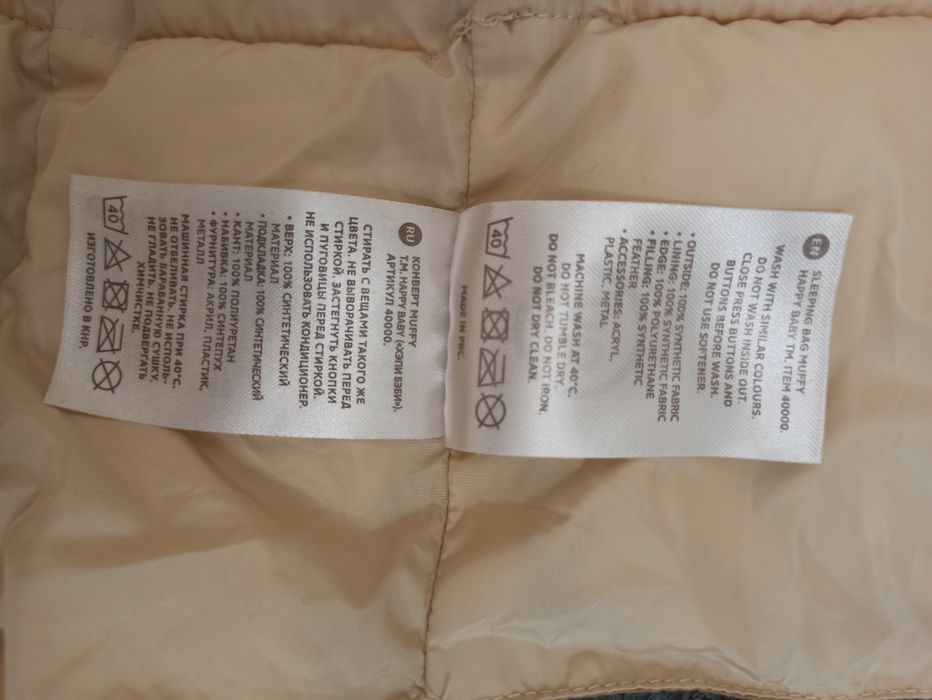 EN SLEEPING BAG MUFFY
HAPPY BABY TM. ITEM 40000.
WASH WITH SIMILAR COLOURS.
DO NOT WASH INSIDE OUT.
CLOSE PRESS BUTTONS AND
BUTTONS BEFORE WASH.
DO NOT USE SOFTENER.
• OUTSIDE: 100% SYNTHETIC FABRIC
• LINING: 100% SYNTHETIC FABRIC
• EDGE: 100% POLYURETHANE
• FILLING: 100% SYNTHETIC
FEATHER
• ACCESSORIES: ACRYL,
PLASTIC, METAL
MACHINE WASH AT 40°C.
DO NOT TUMBLE DRY.
DO NOT BLEACH. DO NOT IRON.
DO NOT DRY CLEAN.
40
MADE IN PRC.
RU КОНВЕРТ MUFFY
Т.М. HAPPY BABY («ХЭПИ БЭБИ»).
АРТИКУЛ 40000.
СТИРАТЬ С ВЕЩАМИ ТАКОГО ЖЕ
ЦВЕТА. НЕ ВЫВОРАЧИВАТЬ ПЕРЕД
СТИРКОЙ. ЗАСТЕГНУТЬ КНОПКИ
И ПУГОВИЦЫ ПЕРЕД СТИРКОЙ.
НЕ ИСПОЛЬЗОВАТЬ КОНДИЦИОНЕР.
• ВЕРХ: 100% СИНТЕТИЧЕСКИЙ
МАТЕРИАЛ
• ПОДКЛАДКА: 100% СИНТЕТИЧЕСКИЙ
МАТЕРИАЛ
• КАНТ: 100% ПОЛИУРЕТАН
• НАБИВКА: 100% СИНТЕПУХ
• ФУРНИТУРА: АКРИЛ, ПЛАСТИК,
МЕТАЛЛ
МАШИННАЯ СТИРКА ПРИ 40°С.
НЕ ОТБЕЛИВАТЬ. НЕ ИСПОЛЬ-
ЗОВАТЬ БАРАБАННУЮ СУШКУ.
НЕ ГЛАДИТЬ. НЕ ПОДВЕРГАТЬ
ХИМЧИСТКЕ.
40
ИЗГОТОВЛЕНО В КНР.